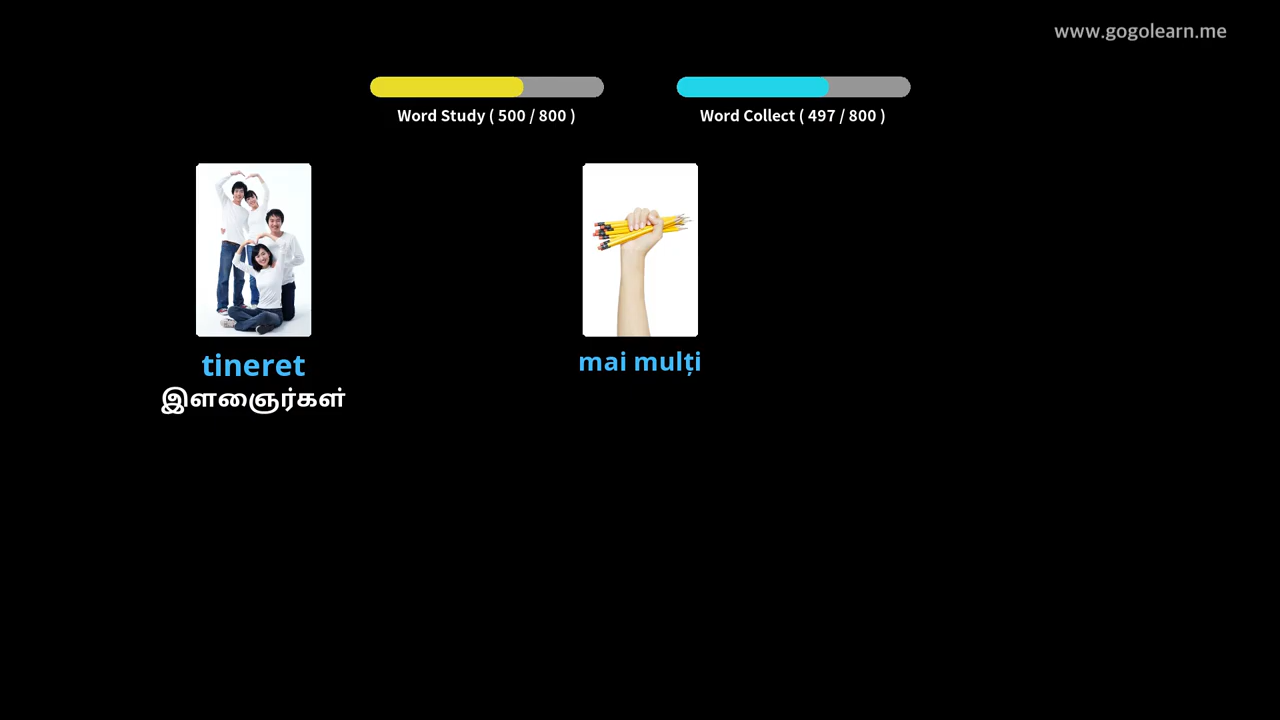 www.gogolearn.me
Word Study ( 500 / 800 )
Word Collect ( 497 / 800 )
tineret
இளைஞர்கள்
mai mulți